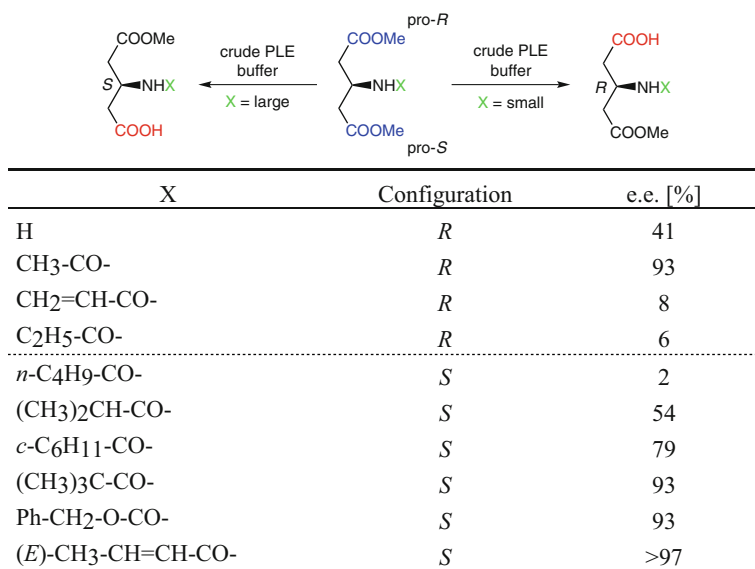 pro-R
COOMe
COOMe
COOH
crude PLE
buffer
crude PLE
buffer
S
NHX
NHX
R
NHX
X = large
X = small
COOH
COOMe
COOMe
pro-S
X Configuration e.e. [%]
H R 41
CH3-CO- R 93
CH2=CH-CO- R 8
C2H5-CO- R 6
n-C4H9-CO- S 2
(CH3)2CH-CO- S 54
c-C6H11-CO- S 79
(CH3)3C-CO- S 93
Ph-CH2-O-CO- S 93
(E)-CH3-CH=CH-CO- S >97